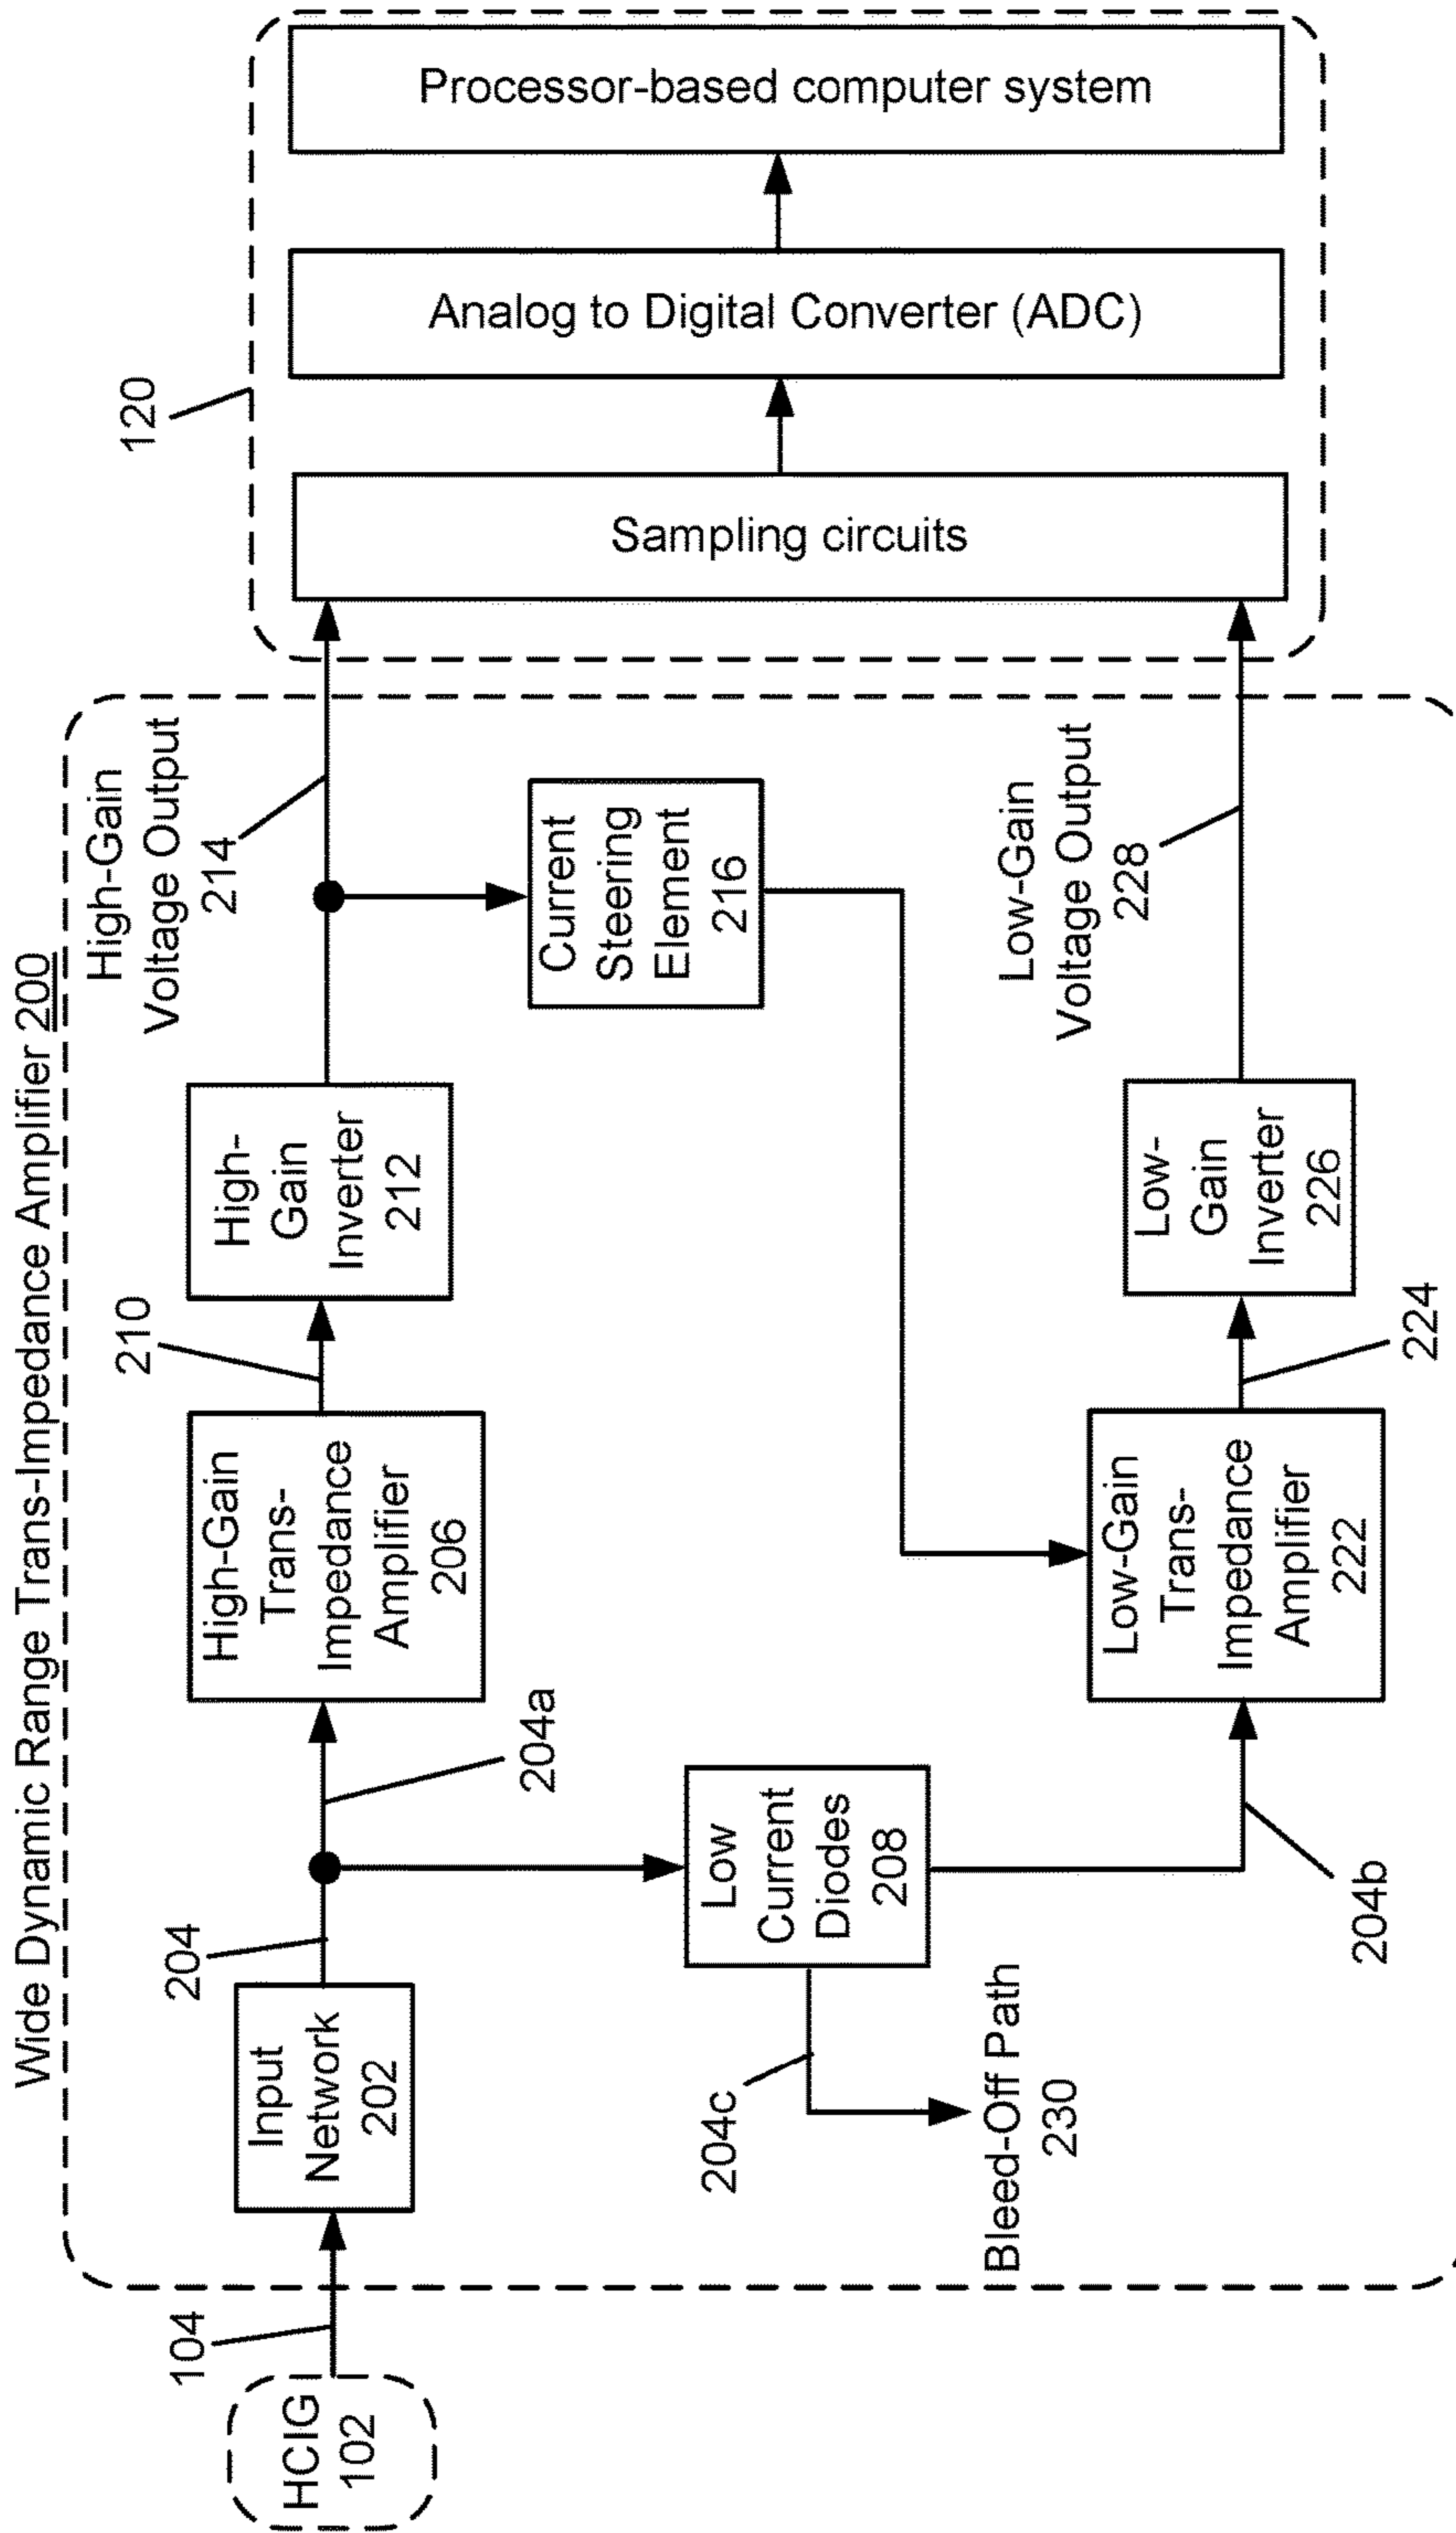 Wide Dynamic Range Trans-Impedance Amplifier 200
HCIG
102
104
Input
Network
202
204
204a
High-Gain
Trans-
Impedance
Amplifier
206
210
High-
Gain
Inverter
212
High-Gain
Voltage Output
214
Current
Steering
Element
216
Low
Current
Diodes
208
204c
Bleed-Off Path
230
204b
Low-Gain
Trans-
Impedance
Amplifier
222
224
Low-
Gain
Inverter
226
Low-Gain
Voltage Output
228
120
Sampling circuits
Analog to Digital Converter (ADC)
Processor-based computer system